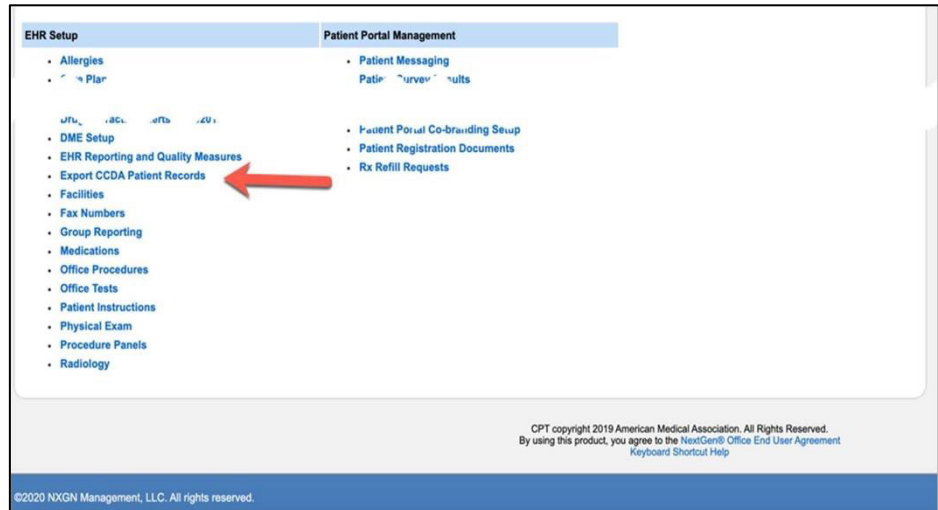 EHR Setup
Allergies
Plan
DME Setup
EHR Reporting and Quality Measures
Export CCDA Patient Records
Facilities
Fax Numbers
Group Reporting
Medications
Office Procedures
Office Tests
Patient Instructions
Physical Exam
Procedure Panels
Radiology
Patient Portal Management
Patient Messaging
Patient Survey Results
Patient Portal Co-branding Setup
Patient Registration Documents
Rx Refill Requests
CPT copyright 2019 American Medical Association. All Rights Reserved.
By using this product, you agree to the NextGen® Office End User Agreement
Keyboard Shortcut Help
©2020 NXGN Management, LLC. All rights reserved.